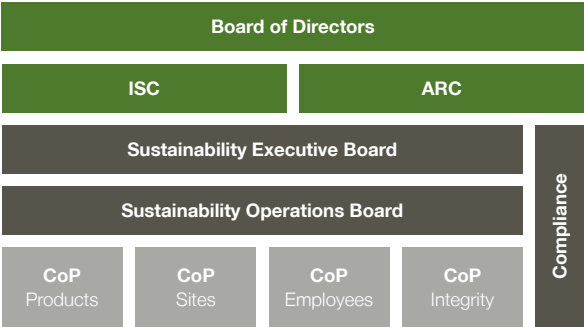 Board of Directors
ISC
ARC
Sustainability Executive Board
Sustainability Operations Board
Compliance
CoP
Products
CoP
Sites
CoP
Employees
CoP
Integrity